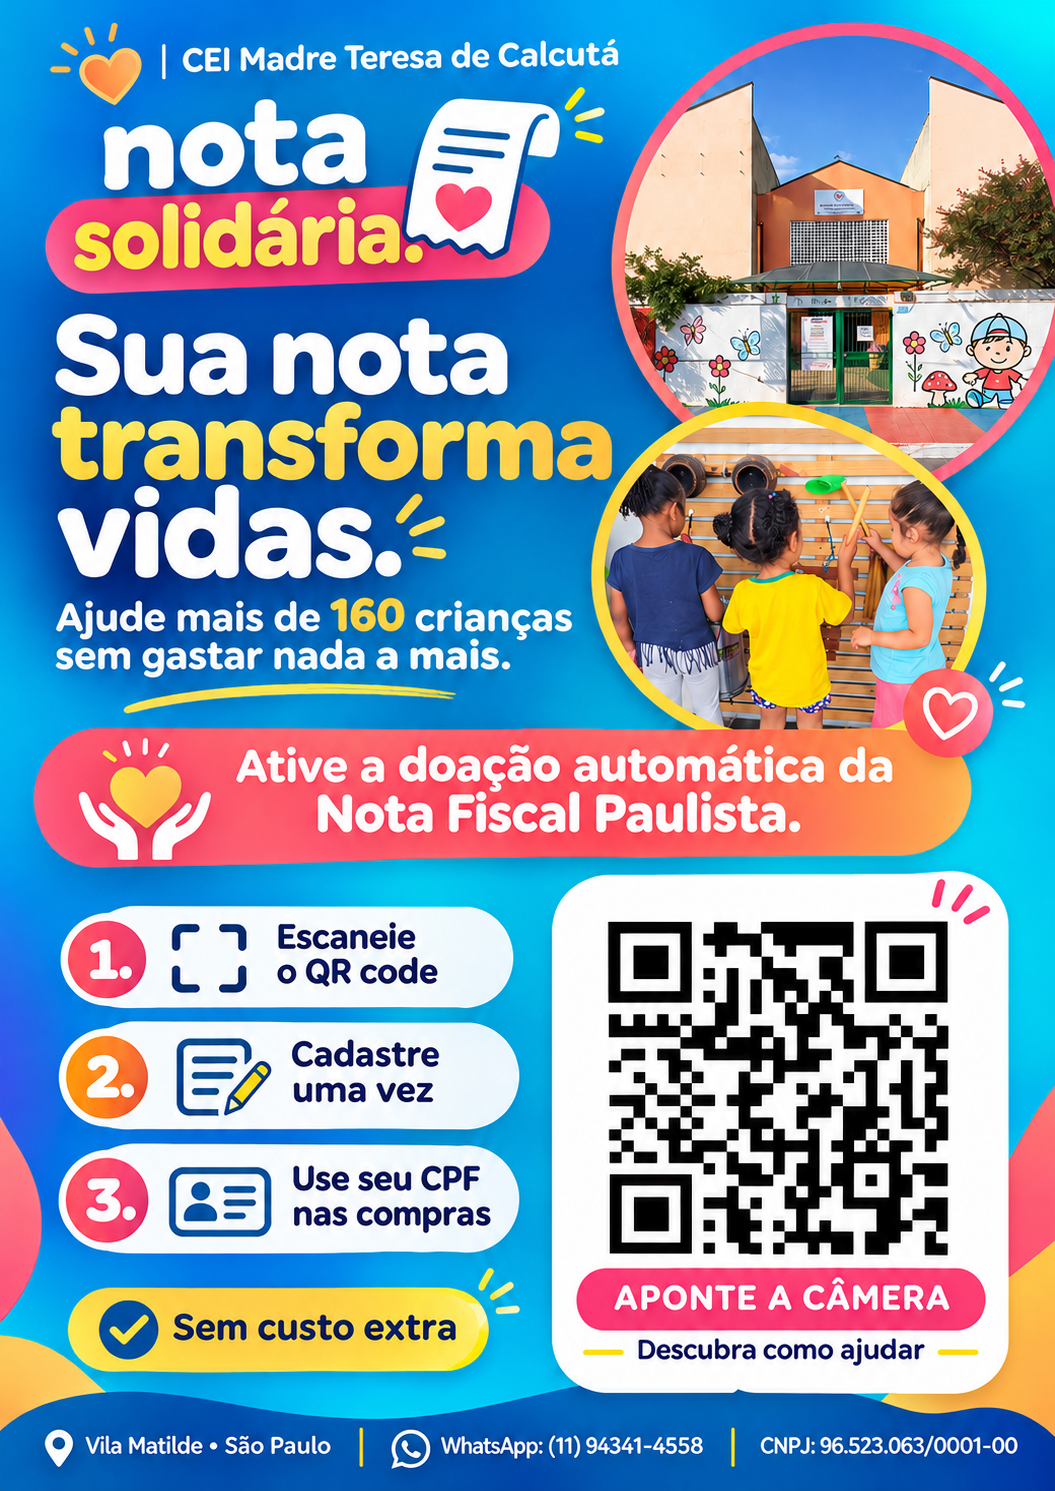 CEI Madre Teresa de Calcutá
nota
solidária.
Sua nota
transforma
vidas.
Ajude mais de 160 crianças
sem gastar nada a mais.
Ative a doação automática da
Nota Fiscal Paulista.
1.
Escaneie
o QR code
2.
Cadastre
uma vez
3.
Use seu CPF
nas compras
Sem custo extra
APONTE A CÂMERA
Descubra como ajudar
Vila Matilde • São Paulo
WhatsApp: (11) 94341-4558
CNPJ: 96.523.063/0001-00